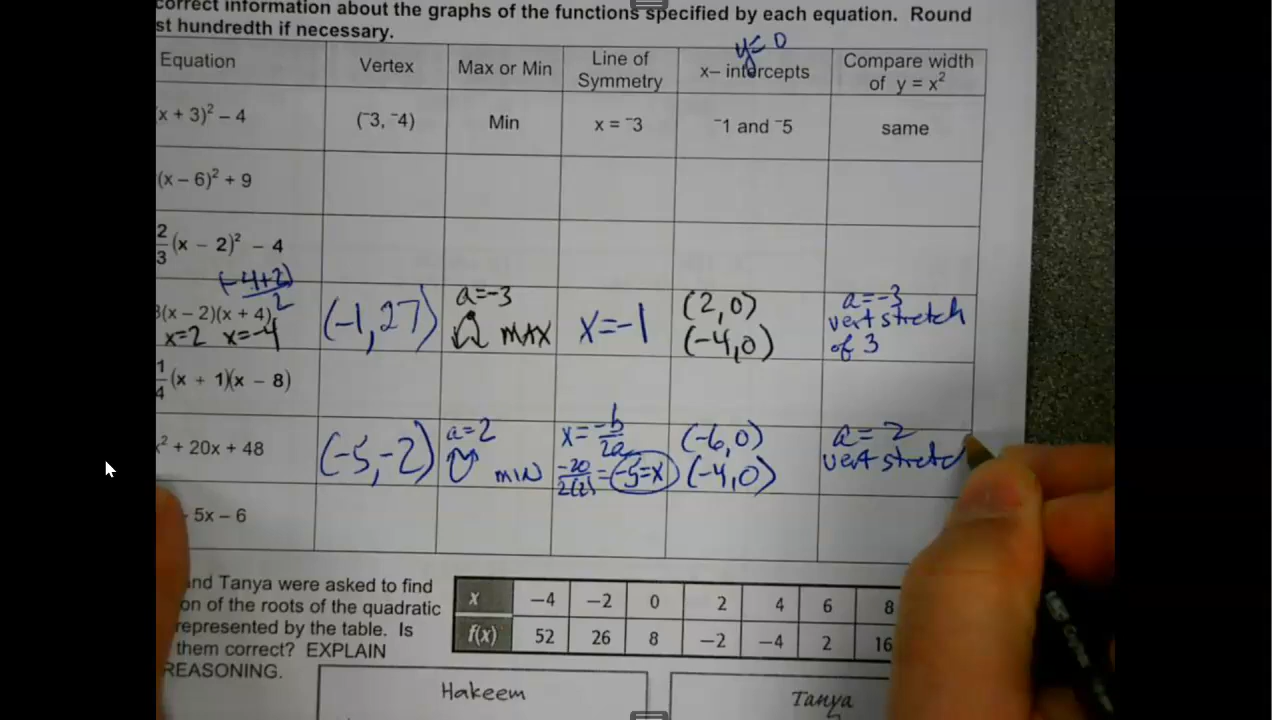 correct information about the graphs of the functions specified by each equation. Round
st hundredth if necessary.
y=0
Equation Vertex Max or Min Line of Symmetry x– intercepts Compare width of y = x²
x + 3)² – 4 (⁻3, ⁻4) Min x = ⁻3 ⁻1 and ⁻5 same
(x – 6)² + 9
2/3 (x – 2)² – 4
(-4+2)/2
3(x – 2)(x + 4) (-1,27) a=-3 MAX x=-1 (2,0) a=-3
x=2 x=-4 (-4,0) vert stretch
of 3
1/4 (x + 1)(x – 8)
x² + 20x + 48 (-5,-2) a=2 MIN x=-b/2a (-6,0) a=2
-20/2(2) = -5=x (-4,0) vert stretc
5x – 6
and Tanya were asked to find
on of the roots of the quadratic
represented by the table. Is
them correct? EXPLAIN
REASONING.
x –4 –2 0 2 4 6 8
f(x) 52 26 8 –2 –4 2 16
Hakeem Tanya